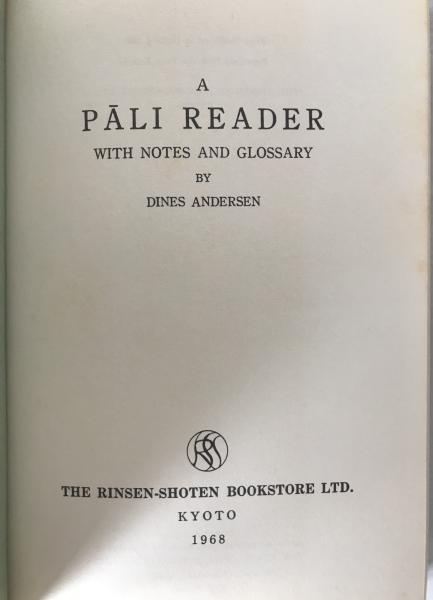 A
PĀLI READER
WITH NOTES AND GLOSSARY
BY
DINES ANDERSEN
THE RINSEN-SHOTEN BOOKSTORE LTD.
KYOTO
1968